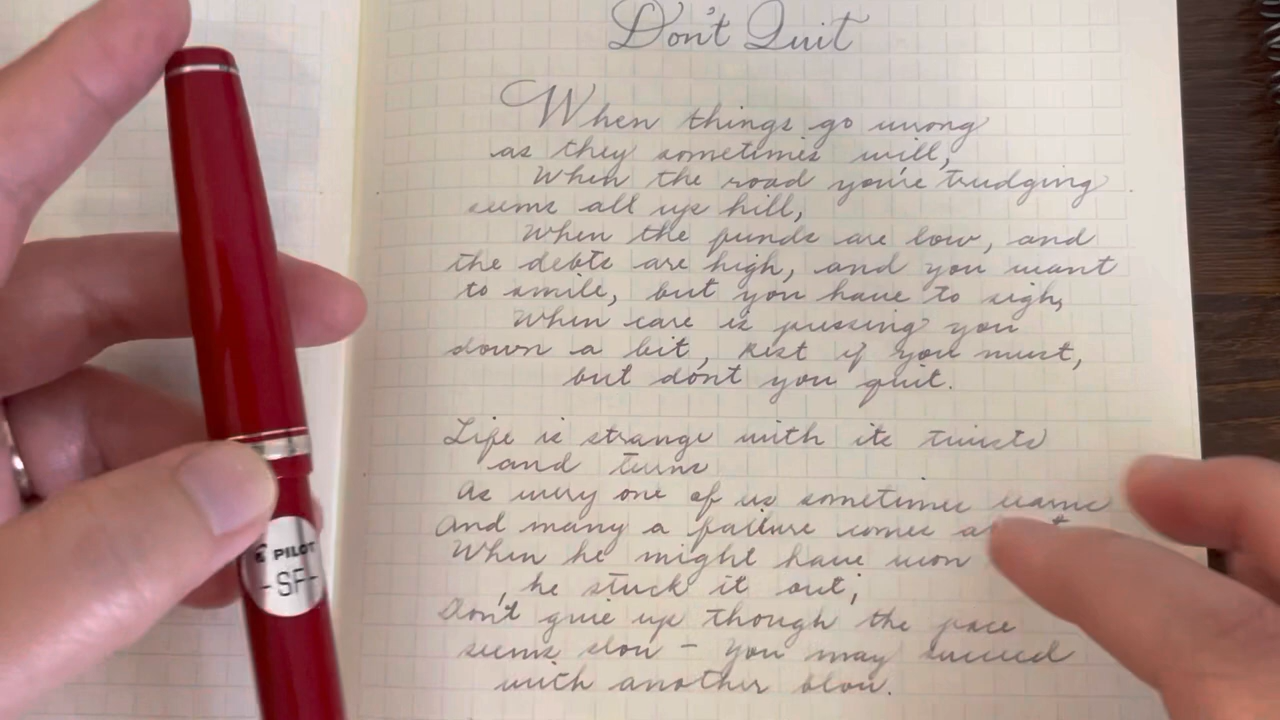 Don't Quit
When things go wrong
as they sometimes will,
When the road you're trudging
seems all up hill,
When the funds are low, and
the debts are high, and you want
to smile, but you have to sigh,
When care is pressing you
down a bit, Rest if you must,
but don't you quit.
Life is strange with its twists
and turns
As every one of us sometimes
And many a failure comes
When he might have won
he stuck it out;
Don't give up though the pace
seems slow - You may succeed
with another blow.
PILOT
-SF-